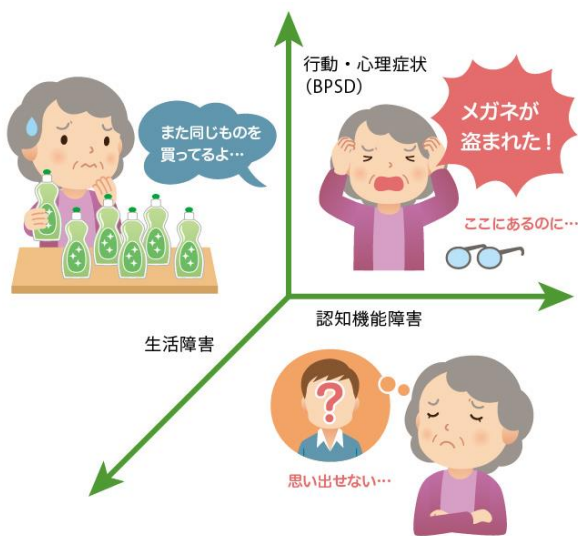 行動・心理症状
（BPSD）
メガネが
盗まれた！
ここにあるのに…
また同じものを
買ってるよ…
認知機能障害
生活障害
?
思い出せない…